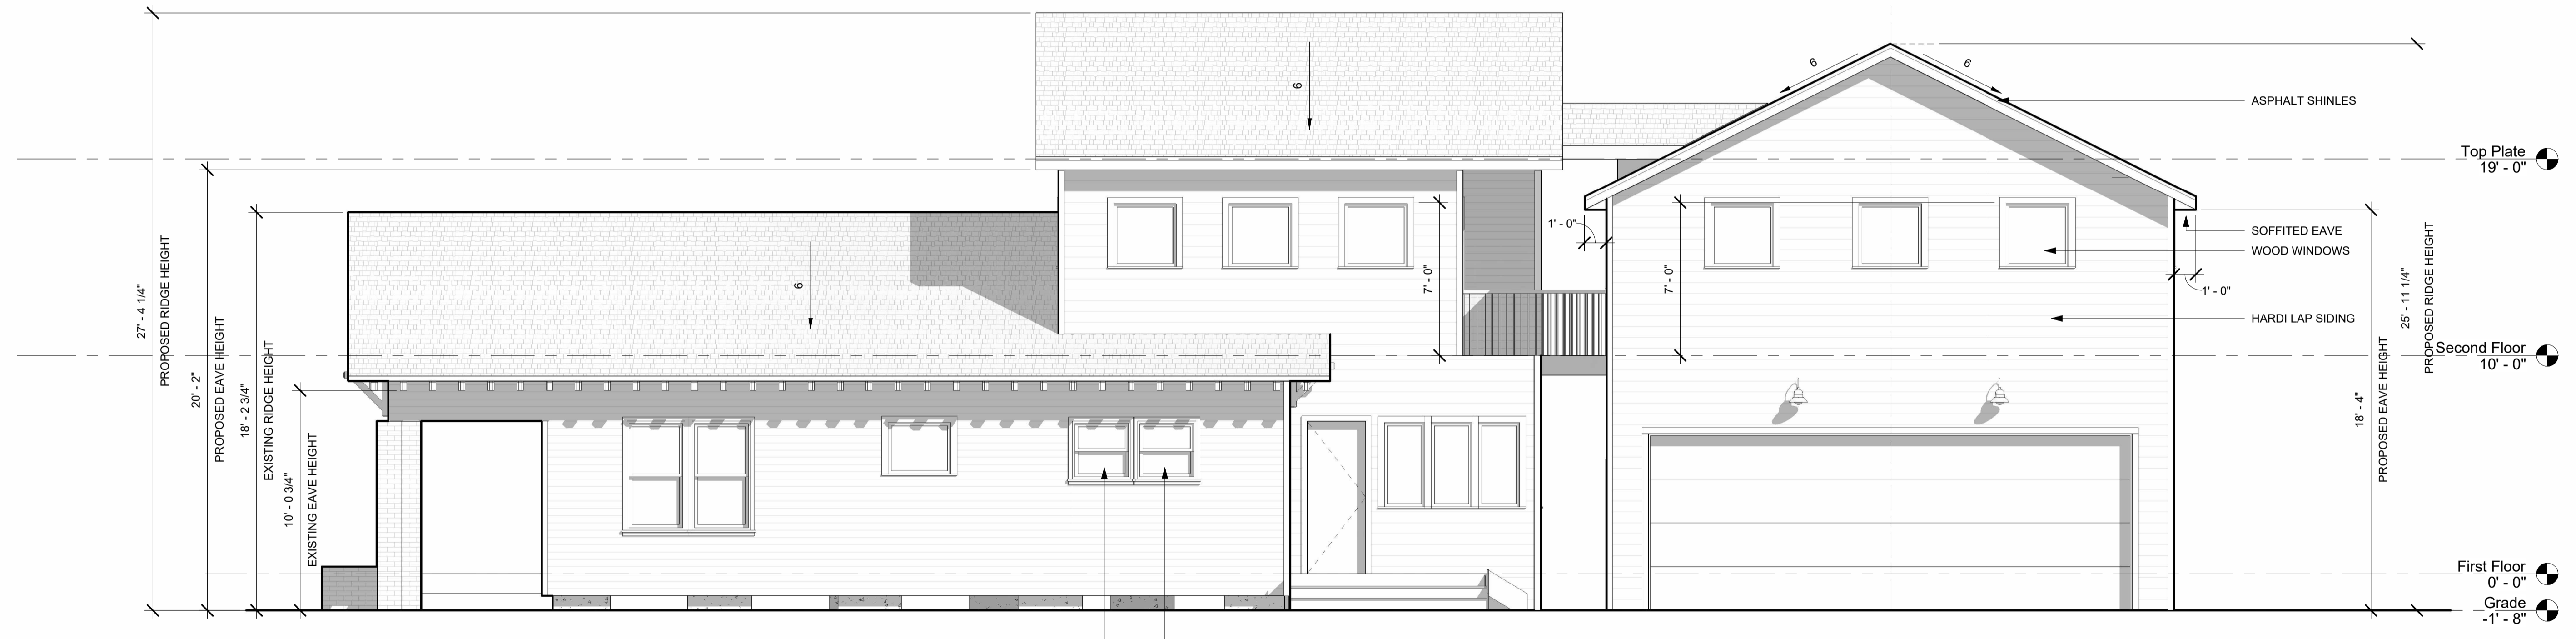 27' - 4 1/4"
PROPOSED RIDGE HEIGHT
20' - 2"
PROPOSED EAVE HEIGHT
18' - 2 3/4"
EXISTING RIDGE HEIGHT
10' - 0 3/4"
EXISTING EAVE HEIGHT
6
6
7' - 0"
1' - 0"
7' - 0"
6
6
ASPHALT SHINLES
SOFFITED EAVE
WOOD WINDOWS
1' - 0"
HARDI LAP SIDING
18' - 4"
PROPOSED EAVE HEIGHT
25' - 11 1/4"
PROPOSED RIDGE HEIGHT
Top Plate
19' - 0"
Second Floor
10' - 0"
First Floor
0' - 0"
Grade
-1' - 8"